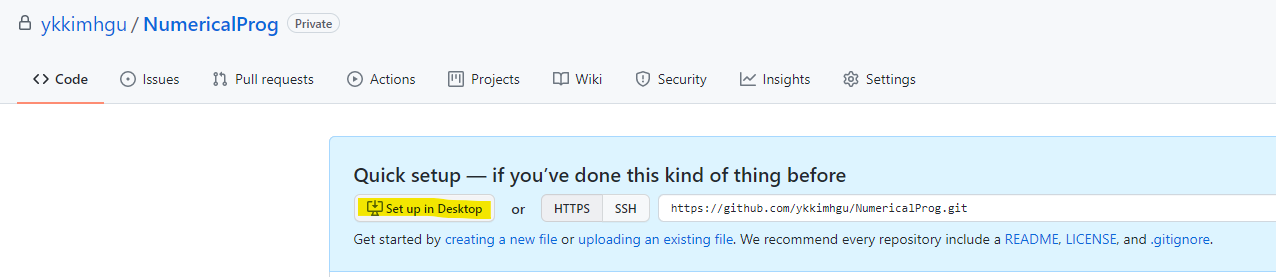 ykkimhgu / NumericalProg Private
Code Issues Pull requests Actions Projects Wiki Security Insights Settings
Quick setup — if you’ve done this kind of thing before
Set up in Desktop or HTTPS SSH https://github.com/ykkimhgu/NumericalProg.git
Get started by creating a new file or uploading an existing file. We recommend every repository include a README, LICENSE, and .gitignore.